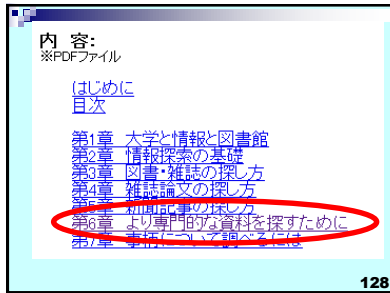 内 容:
※PDFファイル
はじめに
目次
第1章 大学と情報と図書館
第2章 情報探索の基礎
第3章 図書・雑誌の探し方
第4章 雑誌論文の探し方
第5章 新聞記事の探し方
第6章 より専門的な資料を探すために
第7章 事柄について調べるには
128